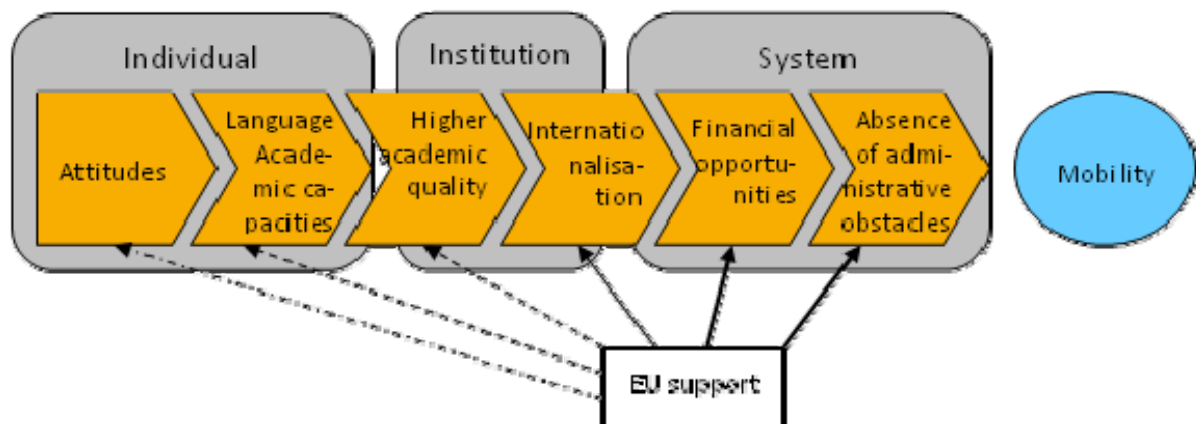 Individual
Institution
System
Attitudes
Language
Acade-
mic ca-
pacities
Higher
academic
quality
Internatio
nalisa-
tion
Financial
opportu-
nities
Absence
of admi-
nistrative
obstacles
Mobility
EU support